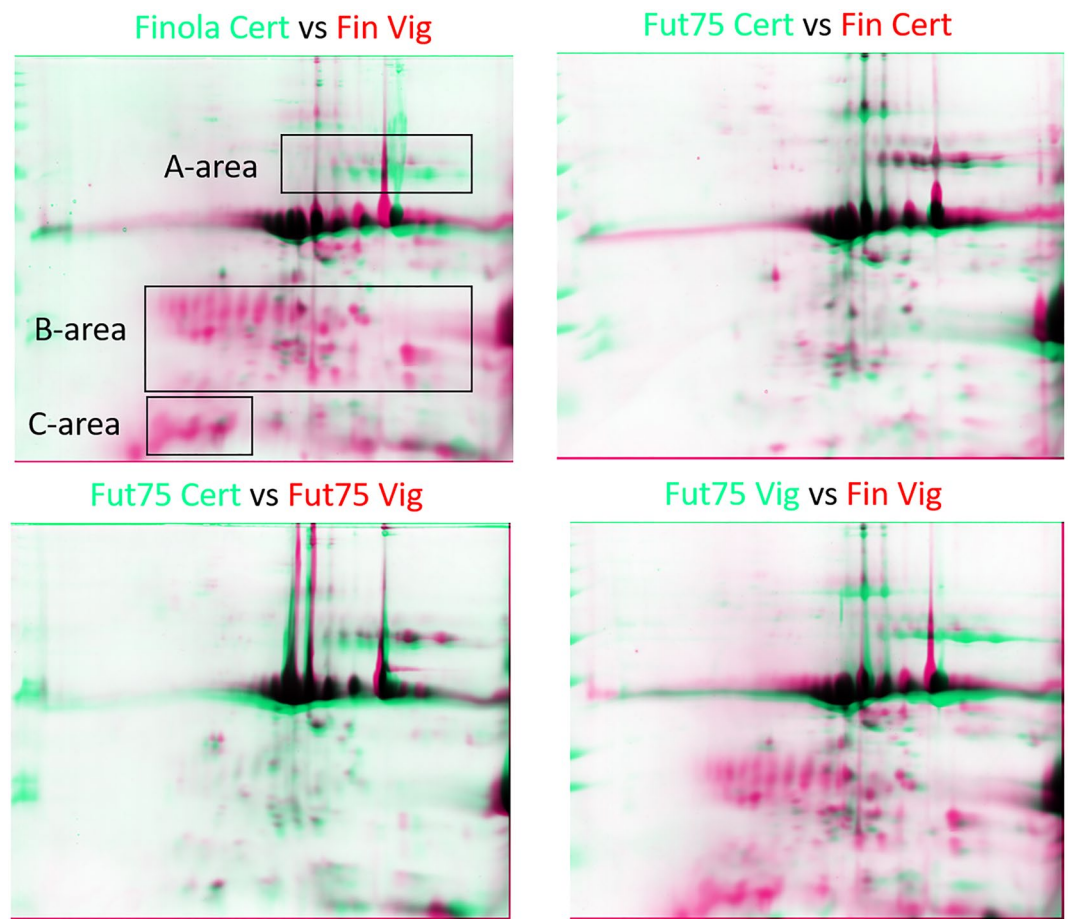 Finola Cert vs Fin Vig
Fut75 Cert vs Fin Cert
A-area
B-area
C-area
Fut75 Cert vs Fut75 Vig
Fut75 Vig vs Fin Vig